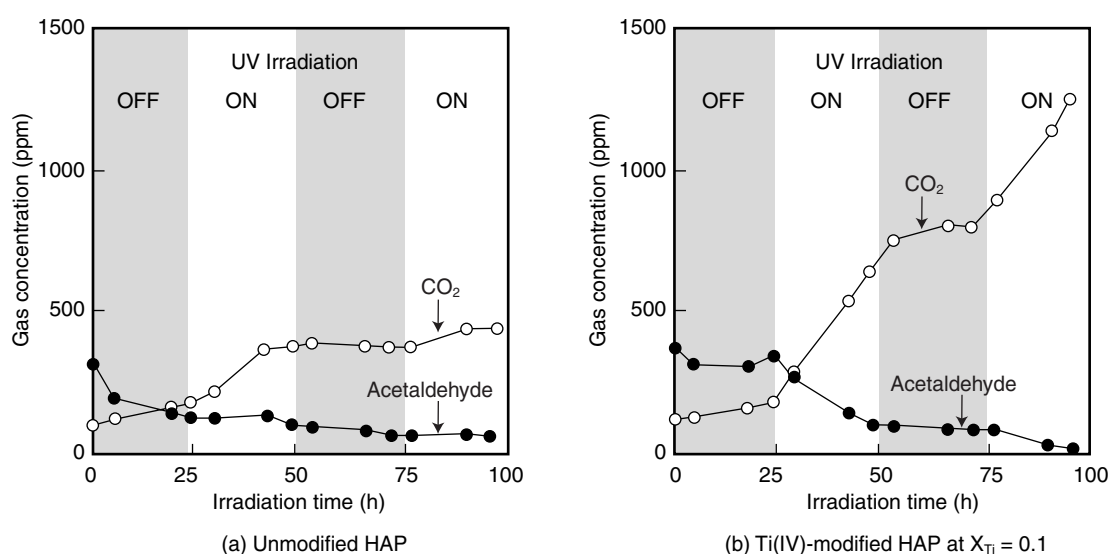 1500
1000
500
0
Gas concentration (ppm)
UV Irradiation
OFF
ON
OFF
ON
CO₂
Acetaldehyde
0
25
50
75
100
Irradiation time (h)
(a) Unmodified HAP
1500
1000
500
0
Gas concentration (ppm)
UV Irradiation
OFF
ON
OFF
ON
CO₂
Acetaldehyde
0
25
50
75
100
Irradiation time (h)
(b) Ti(IV)-modified HAP at X_Ti = 0.1